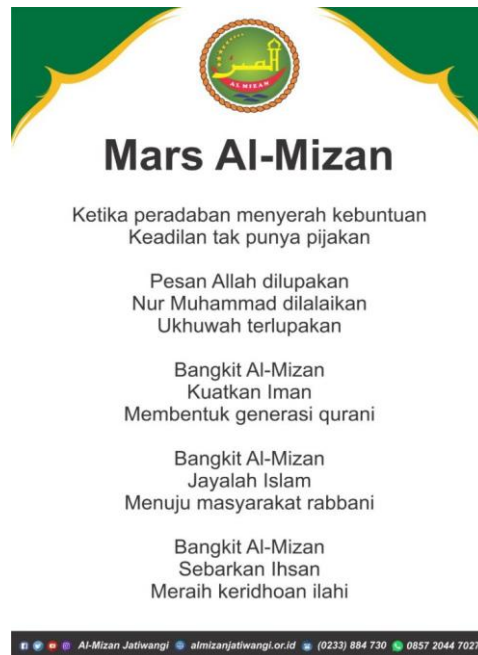 الميزان
AL MIZAN
Mars Al-Mizan
Ketika peradaban menyerah kebuntuan
Keadilan tak punya pijakan
Pesan Allah dilupakan
Nur Muhammad dilalaikan
Ukhuwah terlupakan
Bangkit Al-Mizan
Kuatkan Iman
Membentuk generasi qurani
Bangkit Al-Mizan
Jayalah Islam
Menuju masyarakat rabbani
Bangkit Al-Mizan
Sebarkan Ihsan
Meraih keridhoan ilahi
Al-Mizan Jatiwangi almizanjatiwangi.or.id (0233) 884 730 0857 2044 7027